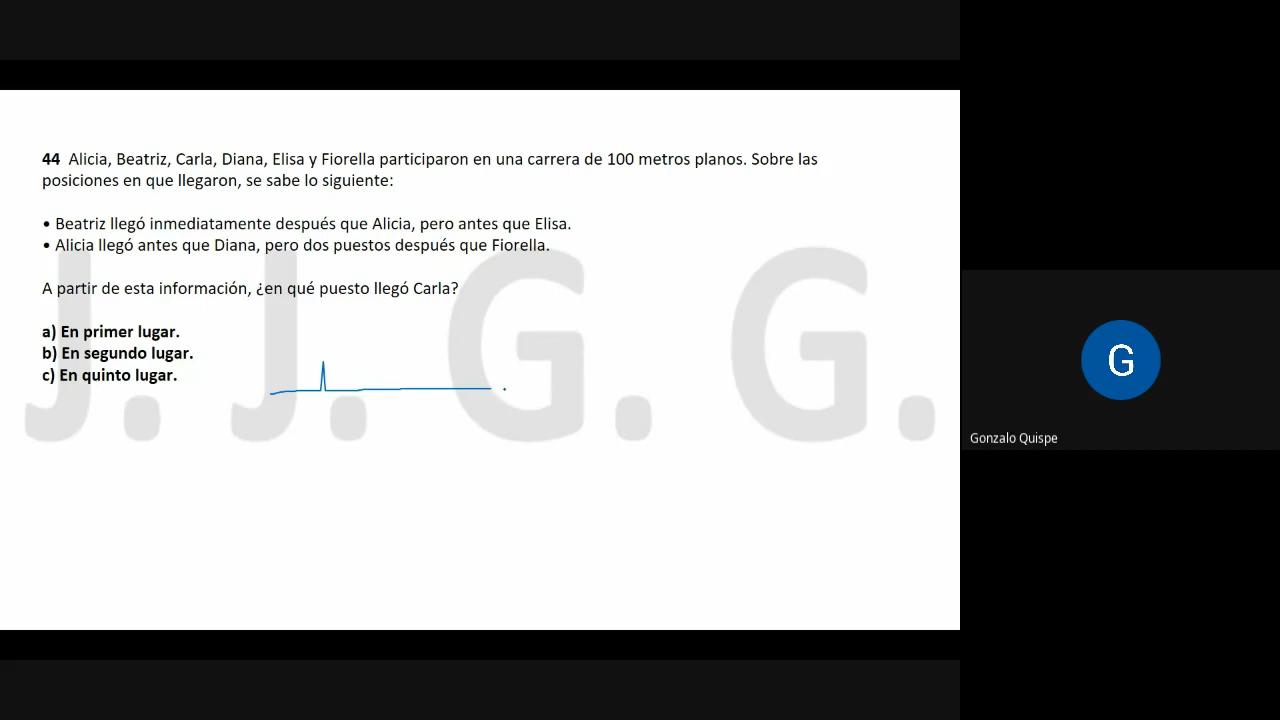 44 Alicia, Beatriz, Carla, Diana, Elisa y Fiorella participaron en una carrera de 100 metros planos. Sobre las
posiciones en que llegaron, se sabe lo siguiente:
• Beatriz llegó inmediatamente después que Alicia, pero antes que Elisa.
• Alicia llegó antes que Diana, pero dos puestos después que Fiorella.
A partir de esta información, ¿en qué puesto llegó Carla?
a) En primer lugar.
b) En segundo lugar.
c) En quinto lugar.
J. J. G. G.
G
Gonzalo Quispe